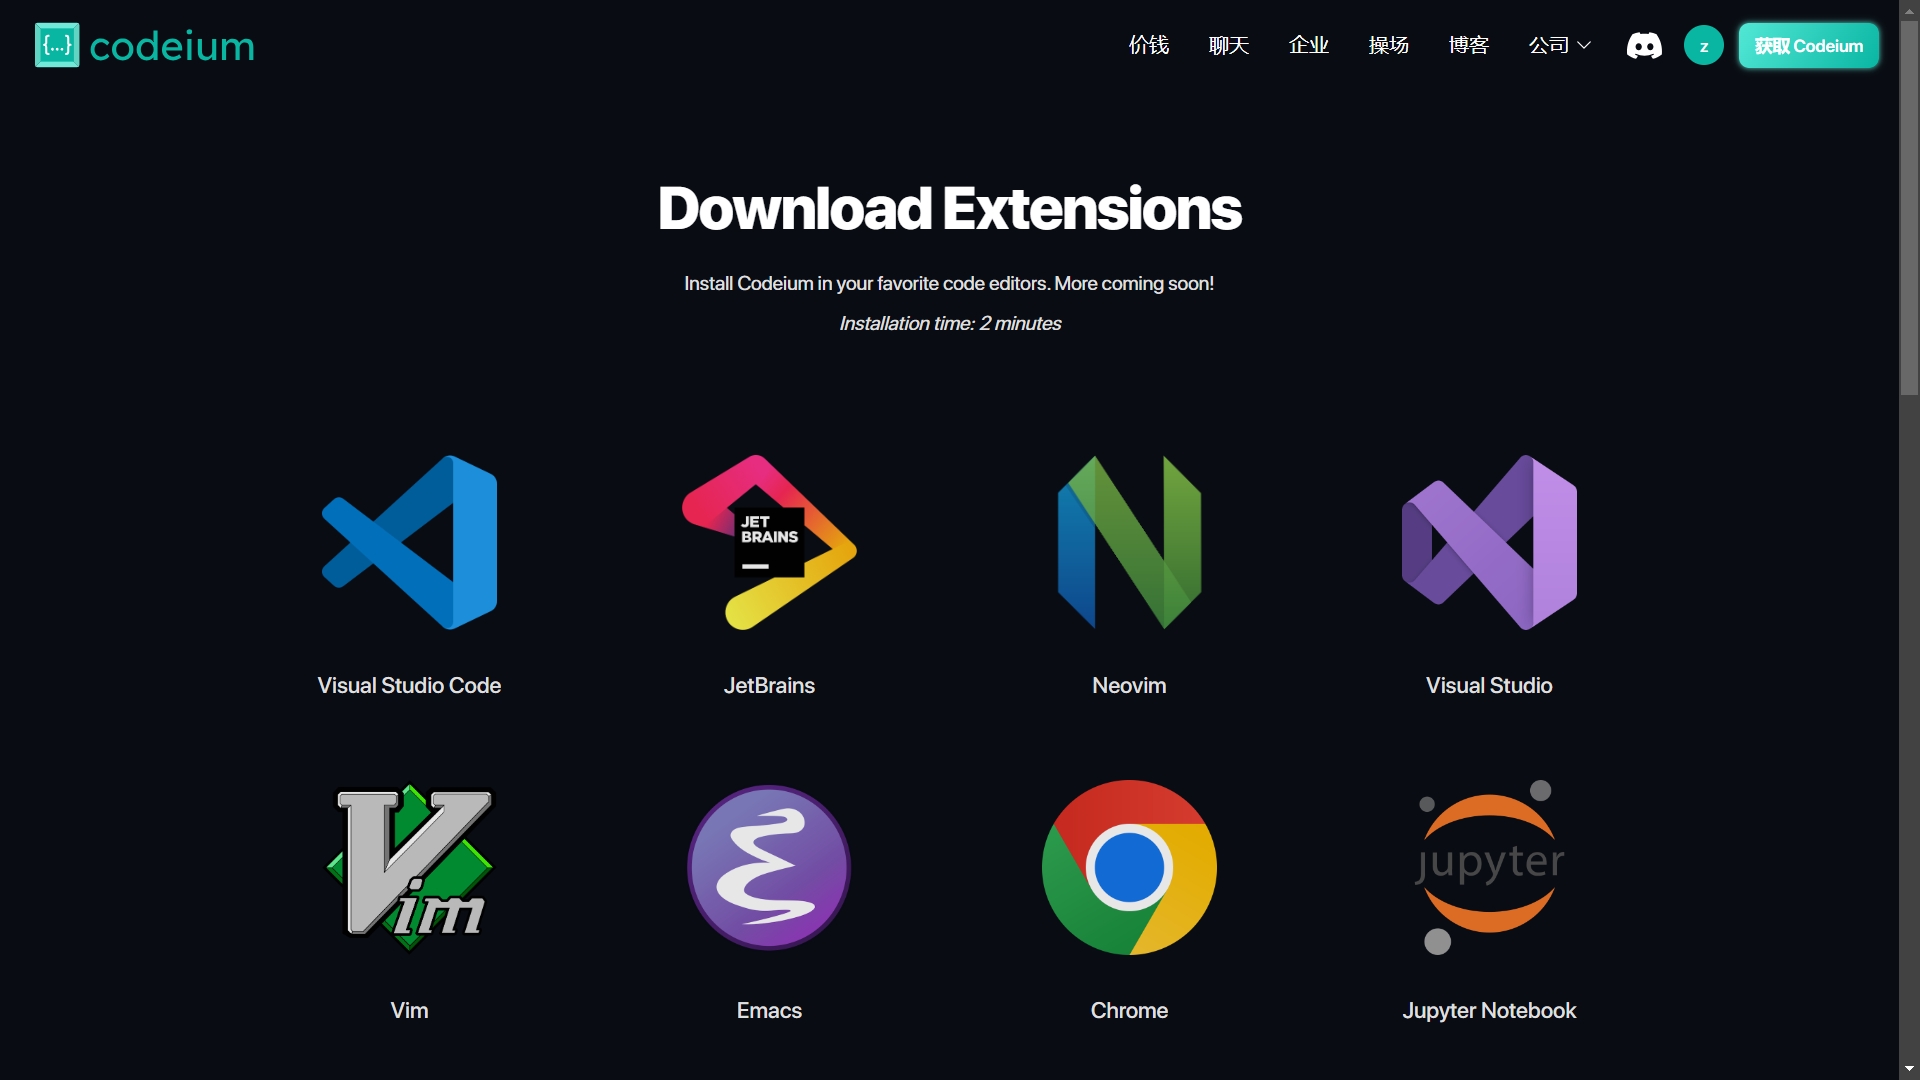 {...} codeium
价钱 聊天 企业 操场 博客 公司 z 获取 Codeium
Download Extensions
Install Codeium in your favorite code editors. More coming soon!
Installation time: 2 minutes
JET
BRAINS
Visual Studio Code JetBrains Neovim Visual Studio
Vim jupyter
Vim Emacs Chrome Jupyter Notebook